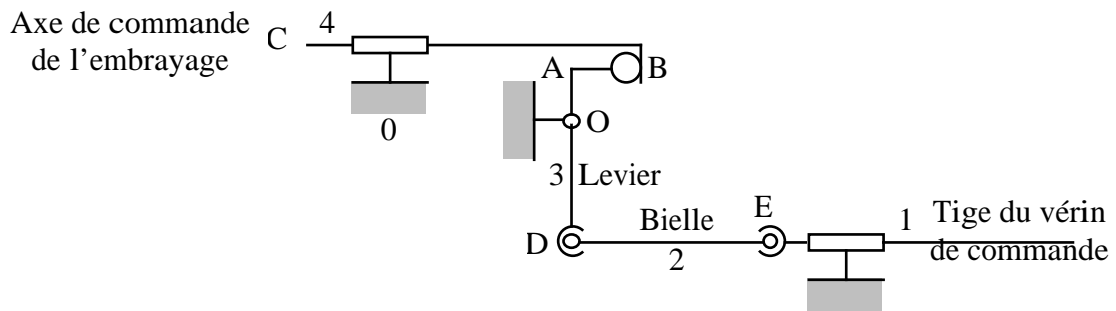 Axe de commande
de l'embrayage
C
4
0
A
B
O
3
Levier
D
Bielle
2
E
1
Tige du vérin
de commande